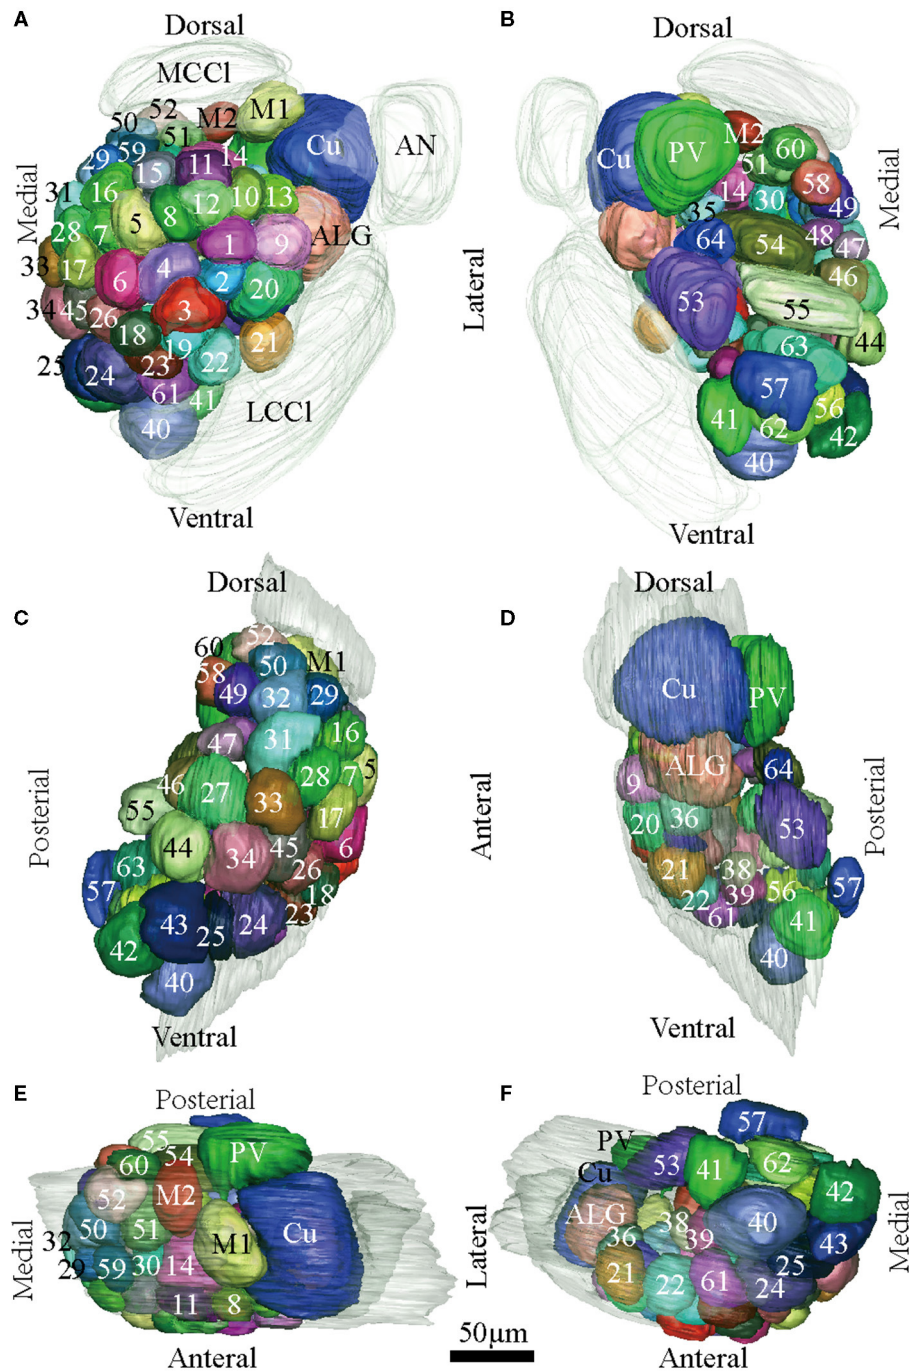 A
Dorsal
MCCl
52
50
M2
M1
51
59
14
Cu
AN
29
15
11
Medial
31
16
12
10
13
5
8
28
7
1
9
ALG
33
17
6
4
2
20
34
45
26
3
18
19
21
25
23
22
24
61
41
LCCl
40
Ventral
B
Dorsal
M2
Cu
PV
51
60
14
58
30
49
Medial
35
64
48
47
54
46
Lateral
53
55
44
63
57
41
56
62
42
40
Ventral
C
Dorsal
60
52
58
50
M1
49
32
29
47
31
16
46
28
7
5
27
33
55
17
Posterial
44
34
45
6
63
26
57
18
43
25
24
23
42
40
Ventral
D
Dorsal
Cu
PV
ALG
64
9
Anteral
20
36
53
Posterial
21
38
57
22
39
56
61
41
40
Ventral
E
Posterial
55
54
PV
60
52
M2
50
51
M1
Cu
32
Medial
29
59
30
14
11
8
Lateral
Anteral
50μm
F
Posterial
57
PV
53
41
62
Cu
42
ALG
38
40
36
39
43
Medial
21
25
22
61
24
Anteral